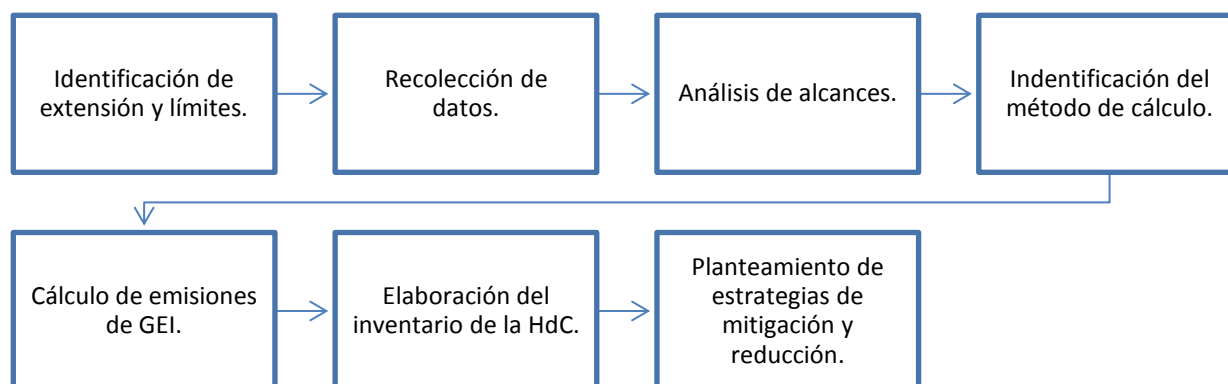 Identificación de
extensión y límites.
Recolección de
datos.
Análisis de alcances.
Indentificación del
método de cálculo.
Cálculo de emisiones
de GEI.
Elaboración del
inventario de la HdC.
Planteamiento de
estrategias de
mitigación y
reducción.